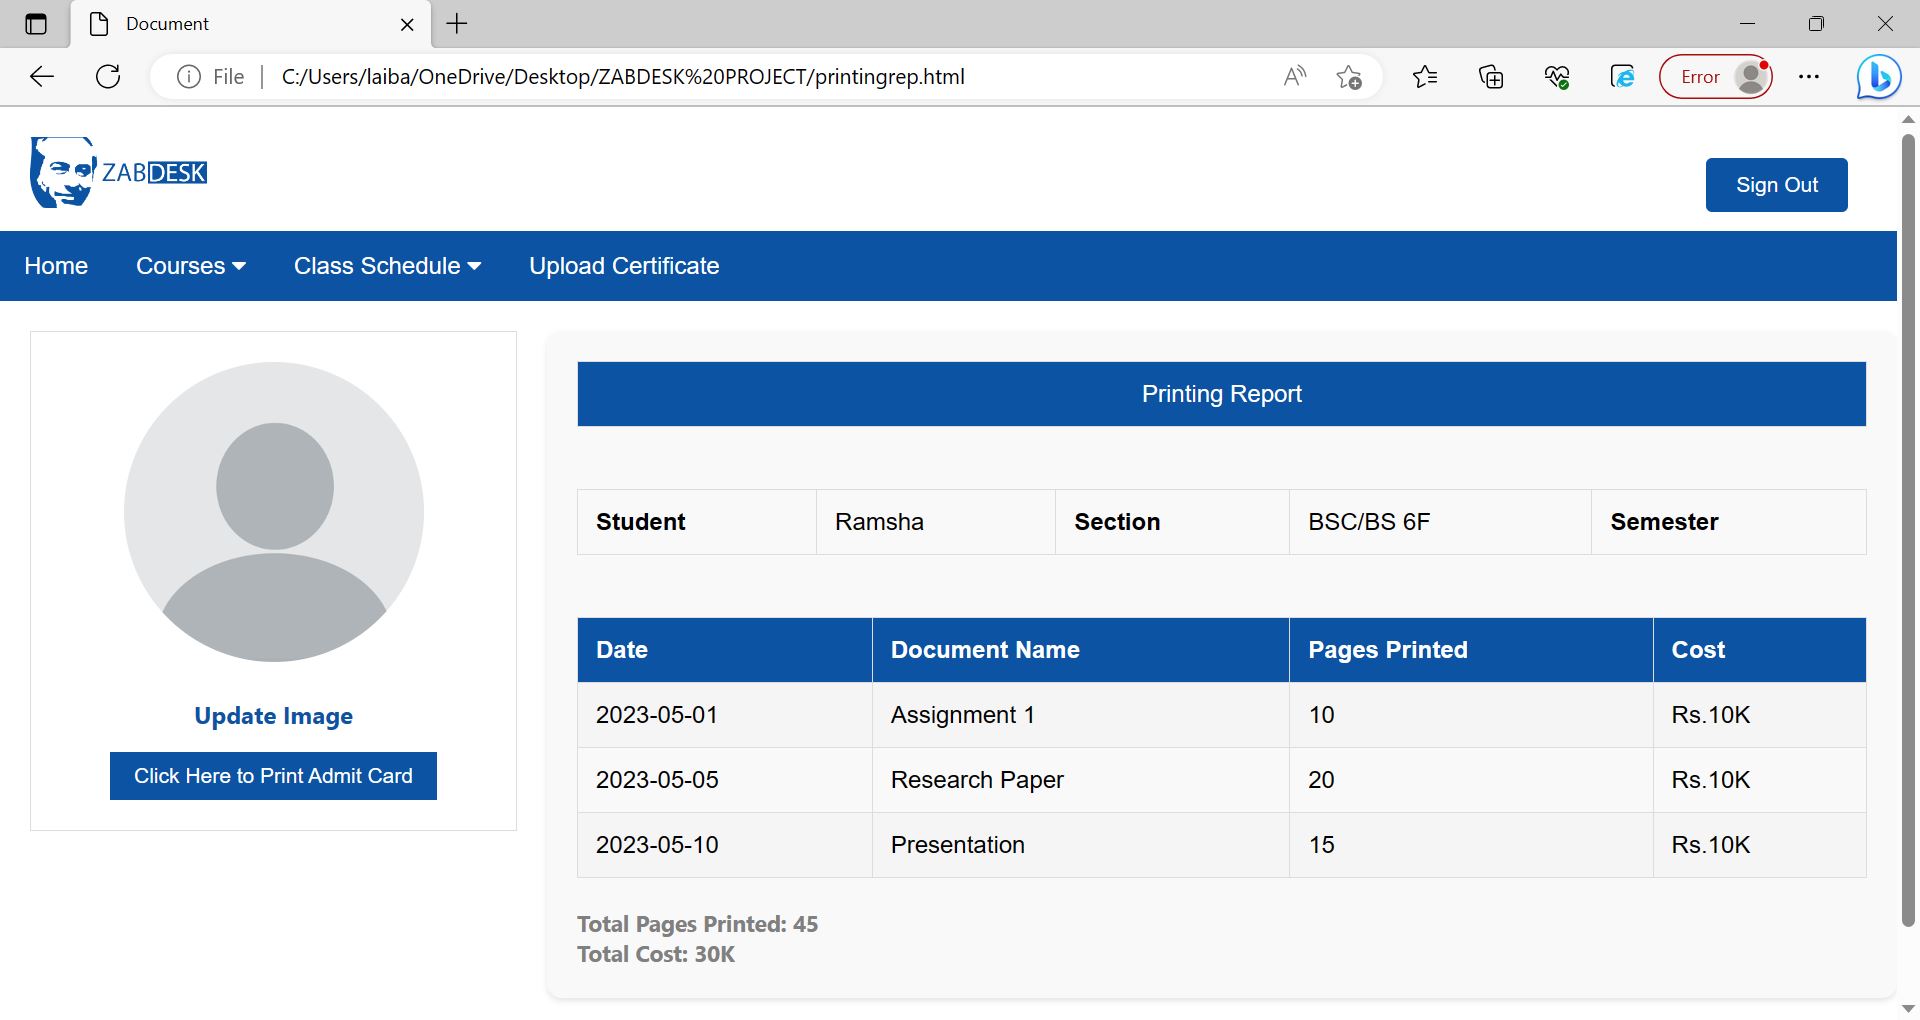 Document
File
C:/Users/laiba/OneDrive/Desktop/ZABDESK%20PROJECT/printingrep.html
Error
ZABDESK
Sign Out
Home Courses Class Schedule Upload Certificate
Update Image
Click Here to Print Admit Card
Printing Report
Student Ramsha Section BSC/BS 6F Semester
Date Document Name Pages Printed Cost
2023-05-01 Assignment 1 10 Rs.10K
2023-05-05 Research Paper 20 Rs.10K
2023-05-10 Presentation 15 Rs.10K
Total Pages Printed: 45
Total Cost: 30K